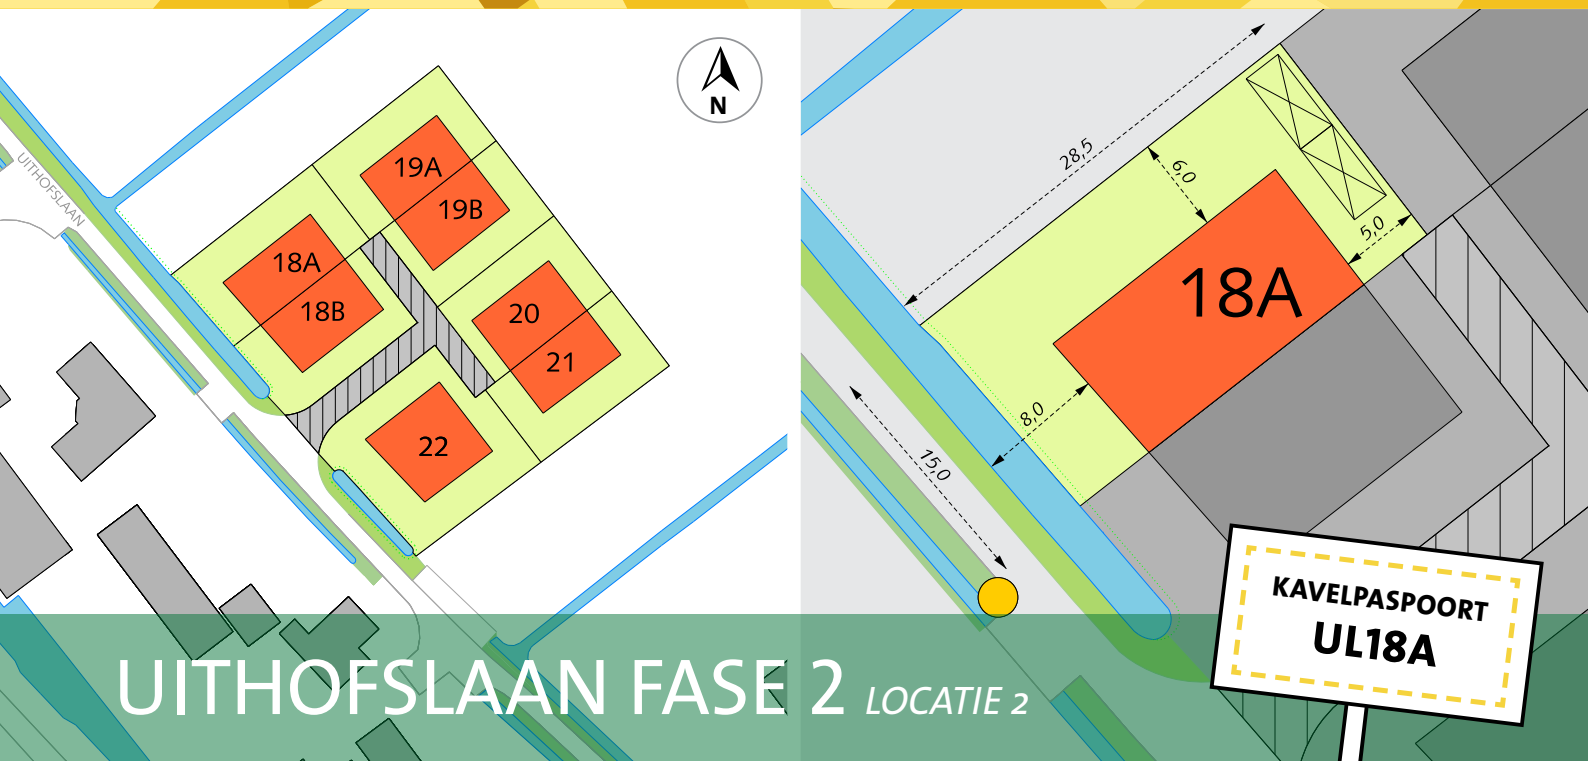 N
UITHOFSLAAN
19A
19B
18A
18B
20
21
22
28,5
6,0
5,0
18A
8,0
15,0
KAVELPASPOORT
UL18A
UITHOFSLAAN FASE 2 LOCATIE 2